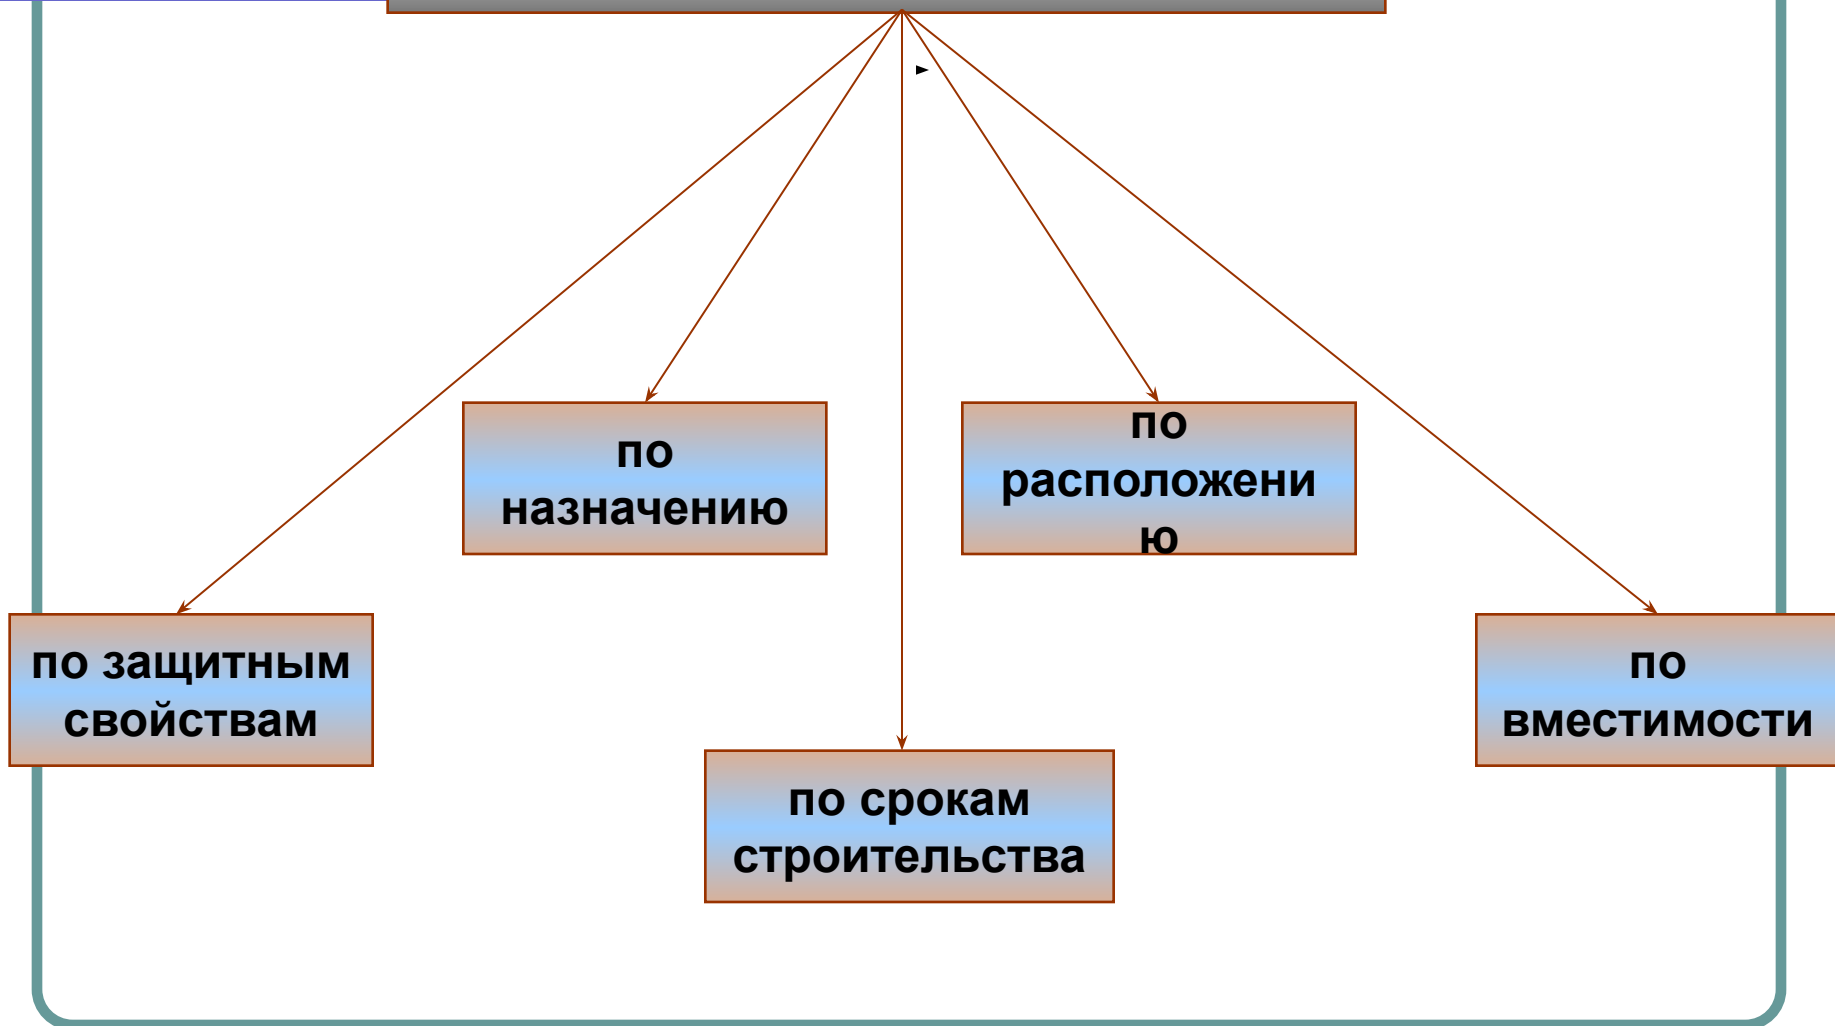 по
назначению
по
расположени
ю
по защитным
свойствам
по
вместимости
по срокам
строительства